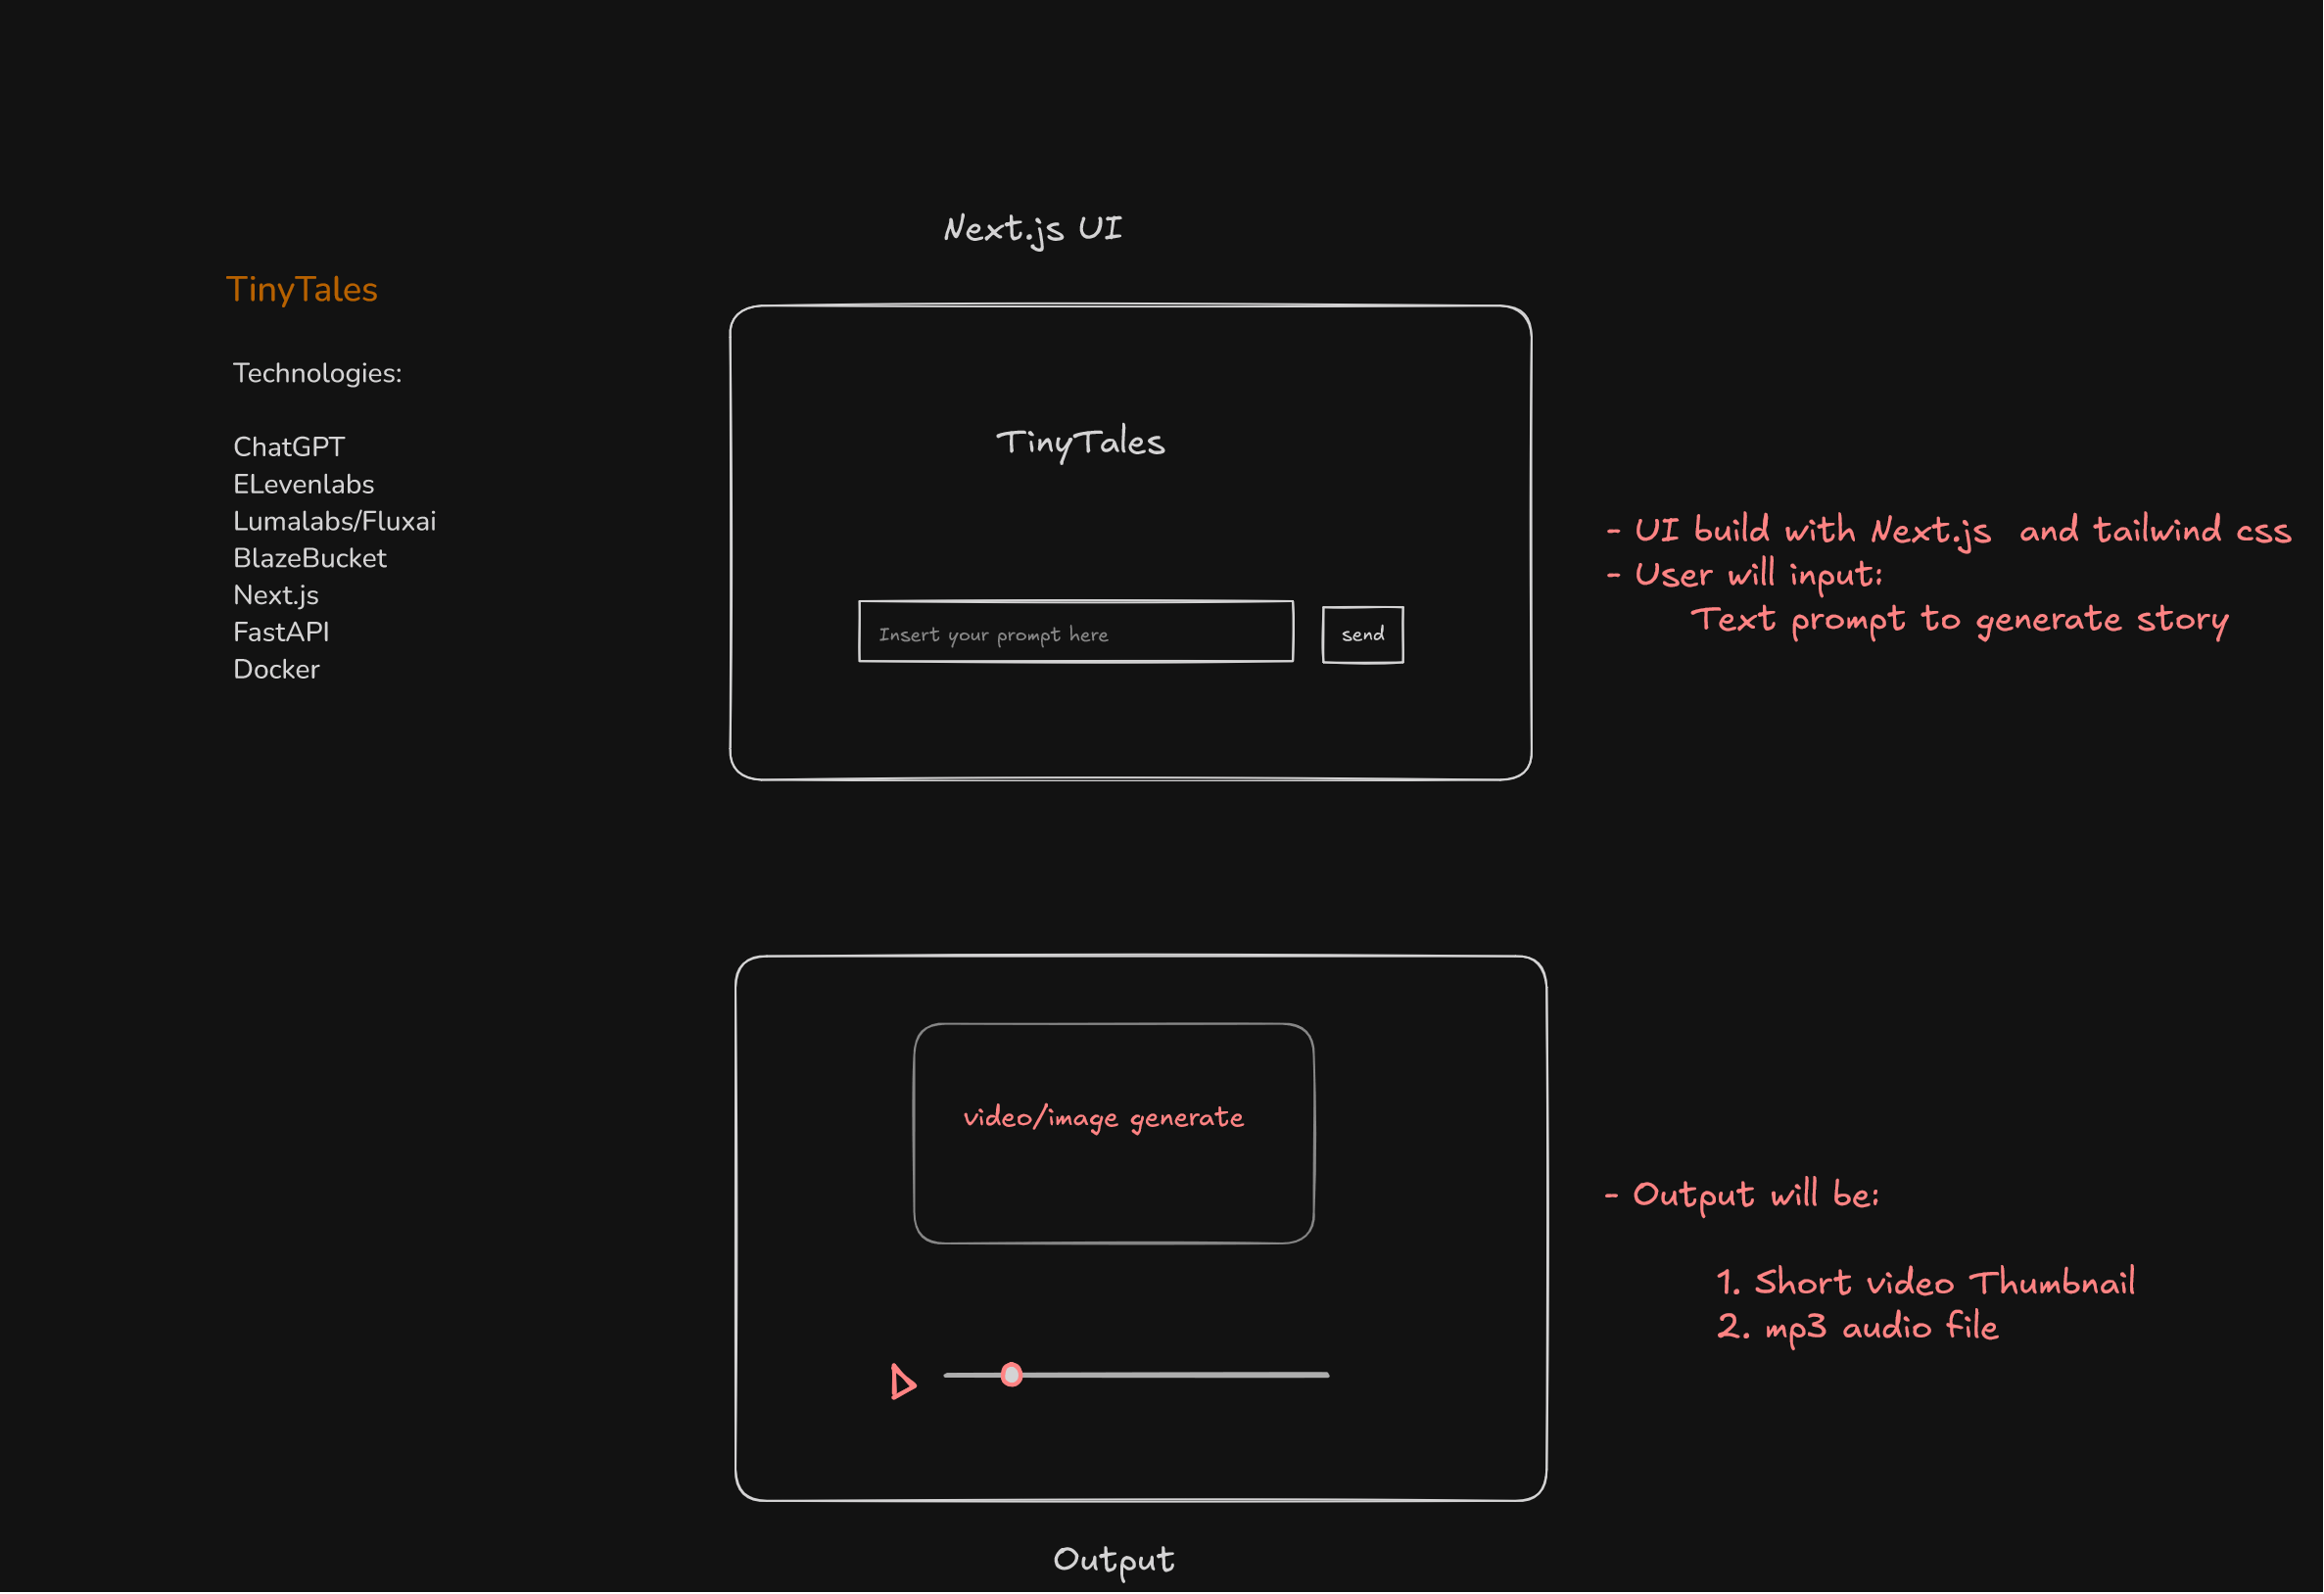 Next.js UI
TinyTales
Technologies:
ChatGPT
ELevenlabs
Lumalabs/Fluxai
BlazeBucket
Next.js
FastAPI
Docker
TinyTales
Insert your prompt here
send
- UI build with Next.js and tailwind css
- User will input:
Text prompt to generate story
video/image generate
- Output will be:
1. Short video Thumbnail
2. mp3 audio file
Output